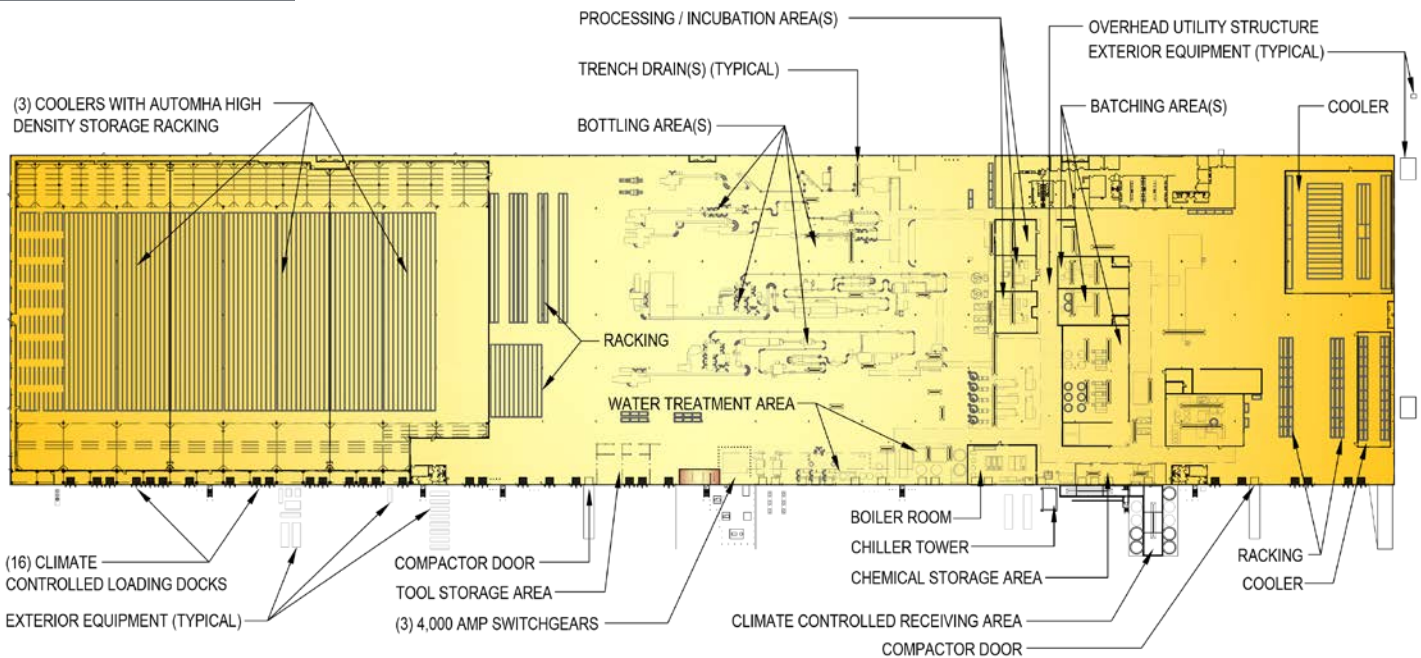 PROCESSING / INCUBATION AREA(S)
OVERHEAD UTILITY STRUCTURE
EXTERIOR EQUIPMENT (TYPICAL)
TRENCH DRAIN(S) (TYPICAL)
(3) COOLERS WITH AUTOMHA HIGH
DENSITY STORAGE RACKING
BATCHING AREA(S)
COOLER
BOTTLING AREA(S)
RACKING
WATER TREATMENT AREA
(16) CLIMATE
CONTROLLED LOADING DOCKS
EXTERIOR EQUIPMENT (TYPICAL)
COMPACTOR DOOR
TOOL STORAGE AREA
(3) 4,000 AMP SWITCHGEARS
BOILER ROOM
CHILLER TOWER
CHEMICAL STORAGE AREA
CLIMATE CONTROLLED RECEIVING AREA
COMPACTOR DOOR
RACKING
COOLER